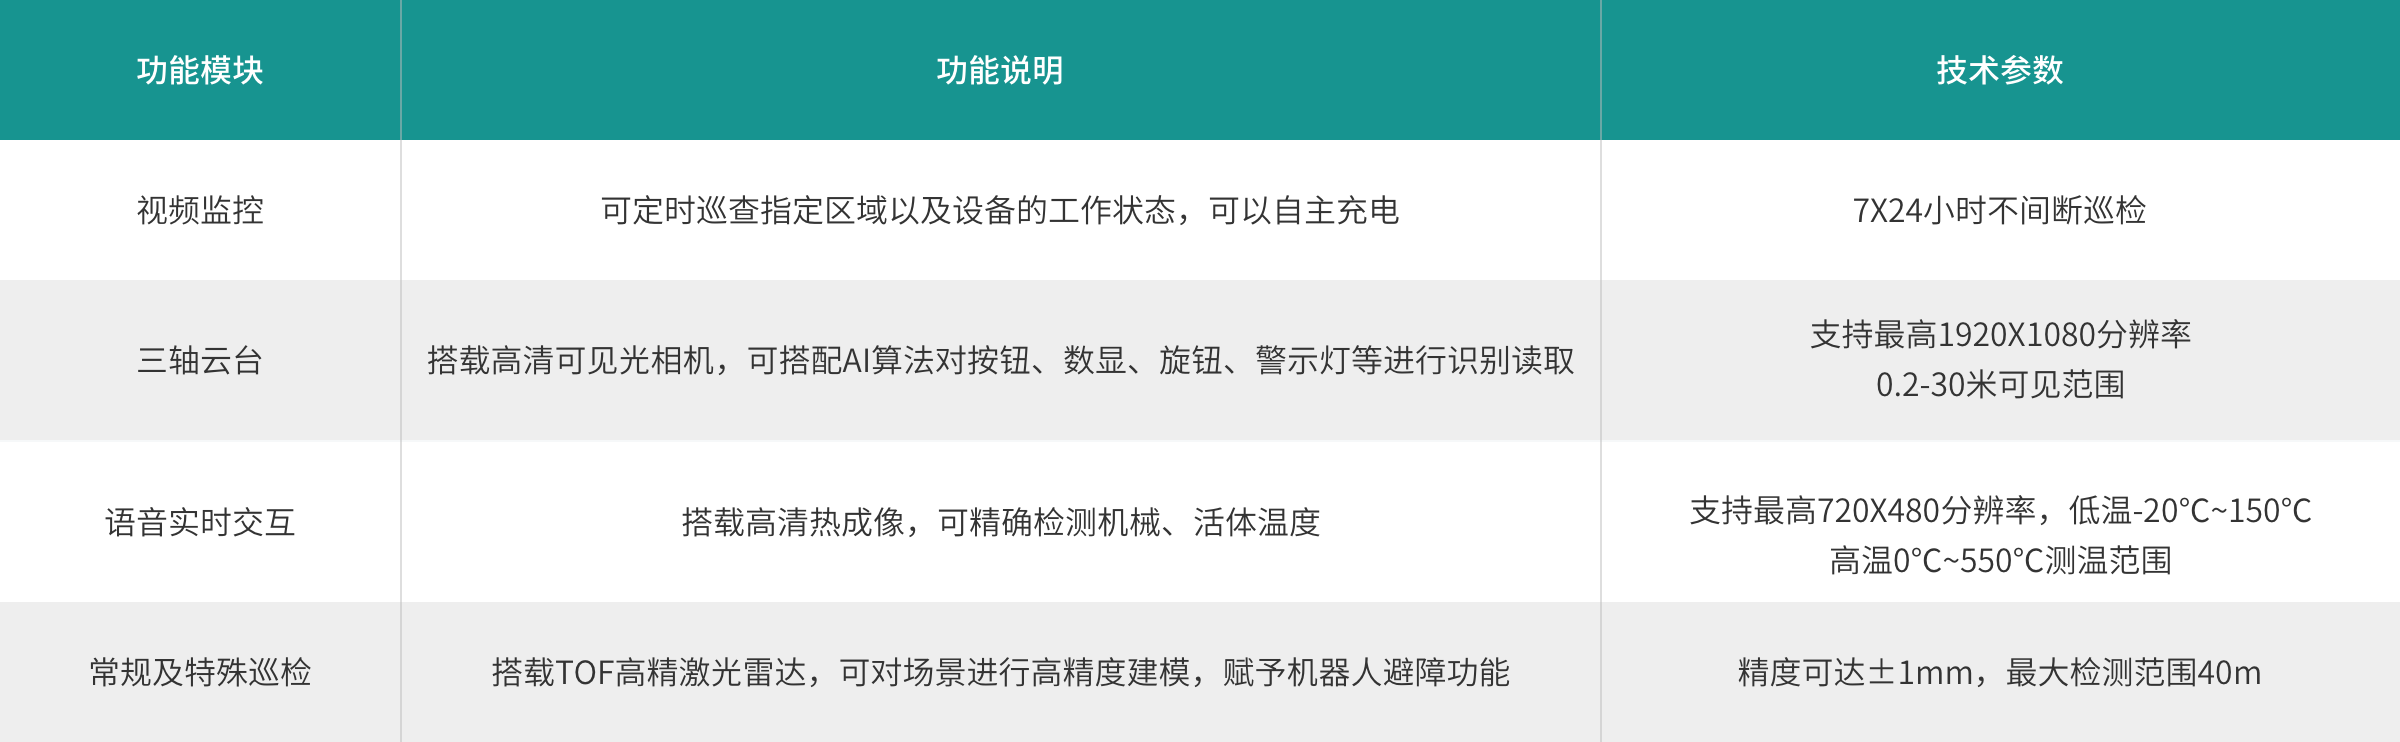 功能模块
功能说明
技术参数
视频监控
可定时巡查指定区域以及设备的工作状态，可以自主充电
7X24小时不间断巡检
三轴云台
搭载高清可见光相机，可搭配AI算法对按钮、数显、旋钮、警示灯等进行识别读取
支持最高1920X1080分辨率
0.2-30米可见范围
语音实时交互
搭载高清热成像，可精确检测机械、活体温度
支持最高720X480分辨率，低温-20°C~150°C
高温0°C~550°C测温范围
常规及特殊巡检
搭载TOF高精激光雷达，可对场景进行高精度建模，赋予机器人避障功能
精度可达±1mm，最大检测范围40m